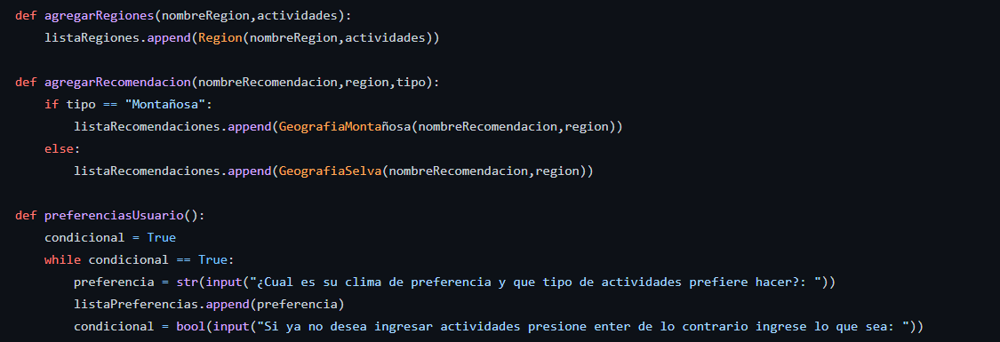 def agregarRegiones(nombreRegion,actividades):
    listaRegiones.append(Region(nombreRegion,actividades))

def agregarRecomendacion(nombreRecomendacion,region,tipo):
    if tipo == "Montañosa":
        listaRecomendaciones.append(GeografiaMontañosa(nombreRecomendacion,region))
    else:
        listaRecomendaciones.append(GeografiaSelva(nombreRecomendacion,region))

def preferenciasUsuario():
    condicional = True
    while condicional == True:
        preferencia = str(input("¿Cual es su clima de preferencia y que tipo de actividades prefiere hacer?: "))
        listaPreferencias.append(preferencia)
        condicional = bool(input("Si ya no desea ingresar actividades presione enter de lo contrario ingrese lo que sea: "))